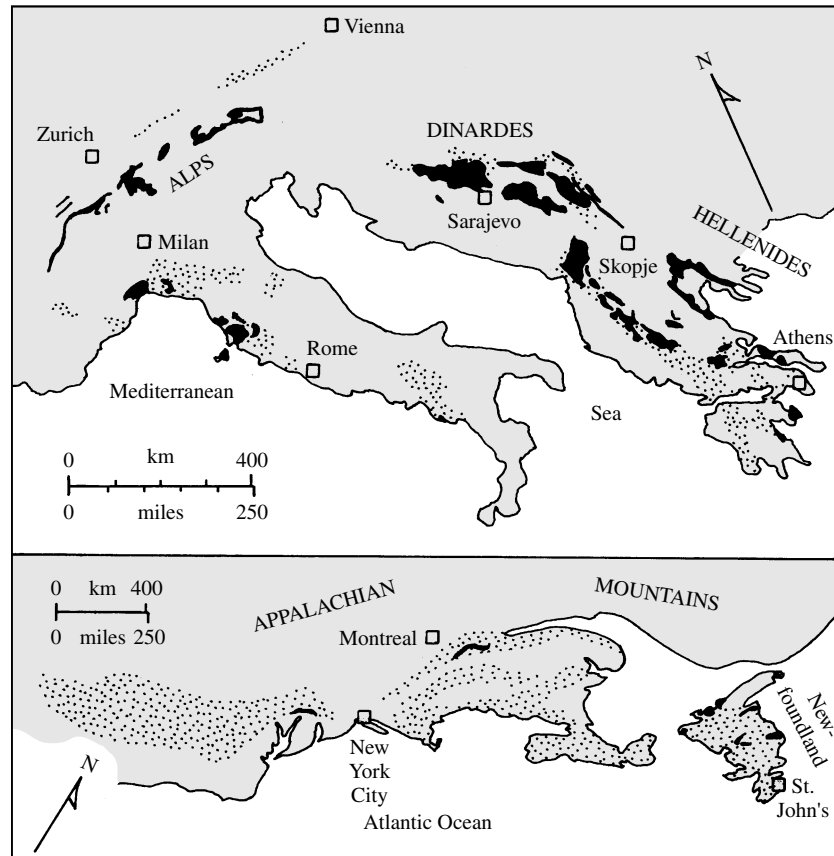 Vienna
N
Zurich
DINARDES
ALPS
Sarajevo
HELLENIDES
Milan
Skopje
Athens
Rome
Mediterranean
Sea
0 km 400
0 miles 250
0 km 400
0 miles 250
APPALACHIAN
MOUNTAINS
Montreal
New-
foundland
N
New
York
City
St.
John's
Atlantic Ocean